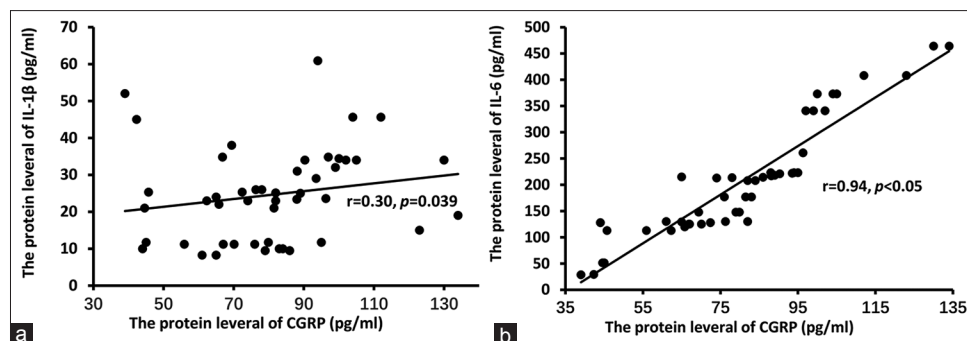 The protein leveral of IL-1β (pg/ml)
70
60
50
40
30
20
10
0
r=0.30, p=0.039
30 50 70 90 110 130
The protein leveral of CGRP (pg/ml)
a
The protein leveral of IL-6 (pg/ml)
500
450
400
350
300
250
200
150
100
50
0
r=0.94, p<0.05
35 55 75 95 115 135
The protein leveral of CGRP (pg/ml)
b